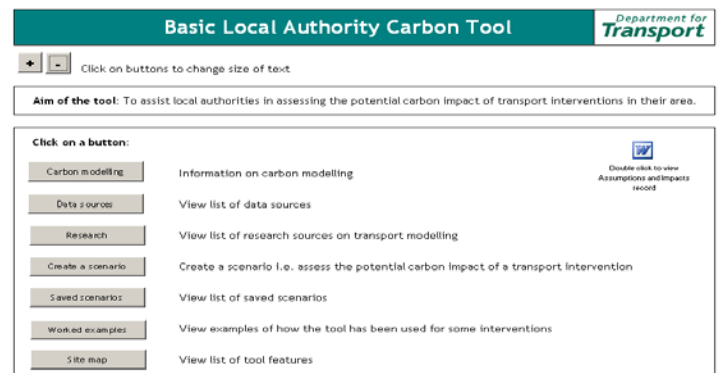 Basic Local Authority Carbon Tool
Department for
Transport
+ - Click on buttons to change size of text
Aim of the tool: To assist local authorities in assessing the potential carbon impact of transport interventions in their area.
Click on a button:
Double click to view
Assumptions and Impacts
record
Carbon modelling Information on carbon modelling
Data sources View list of data sources
Research View list of research sources on transport modelling
Create a scenario Create a scenario i.e. assess the potential carbon impact of a transport intervention
Saved scenarios View list of saved scenarios
Worked examples View examples of how the tool has been used for some interventions
Site map View list of tool features